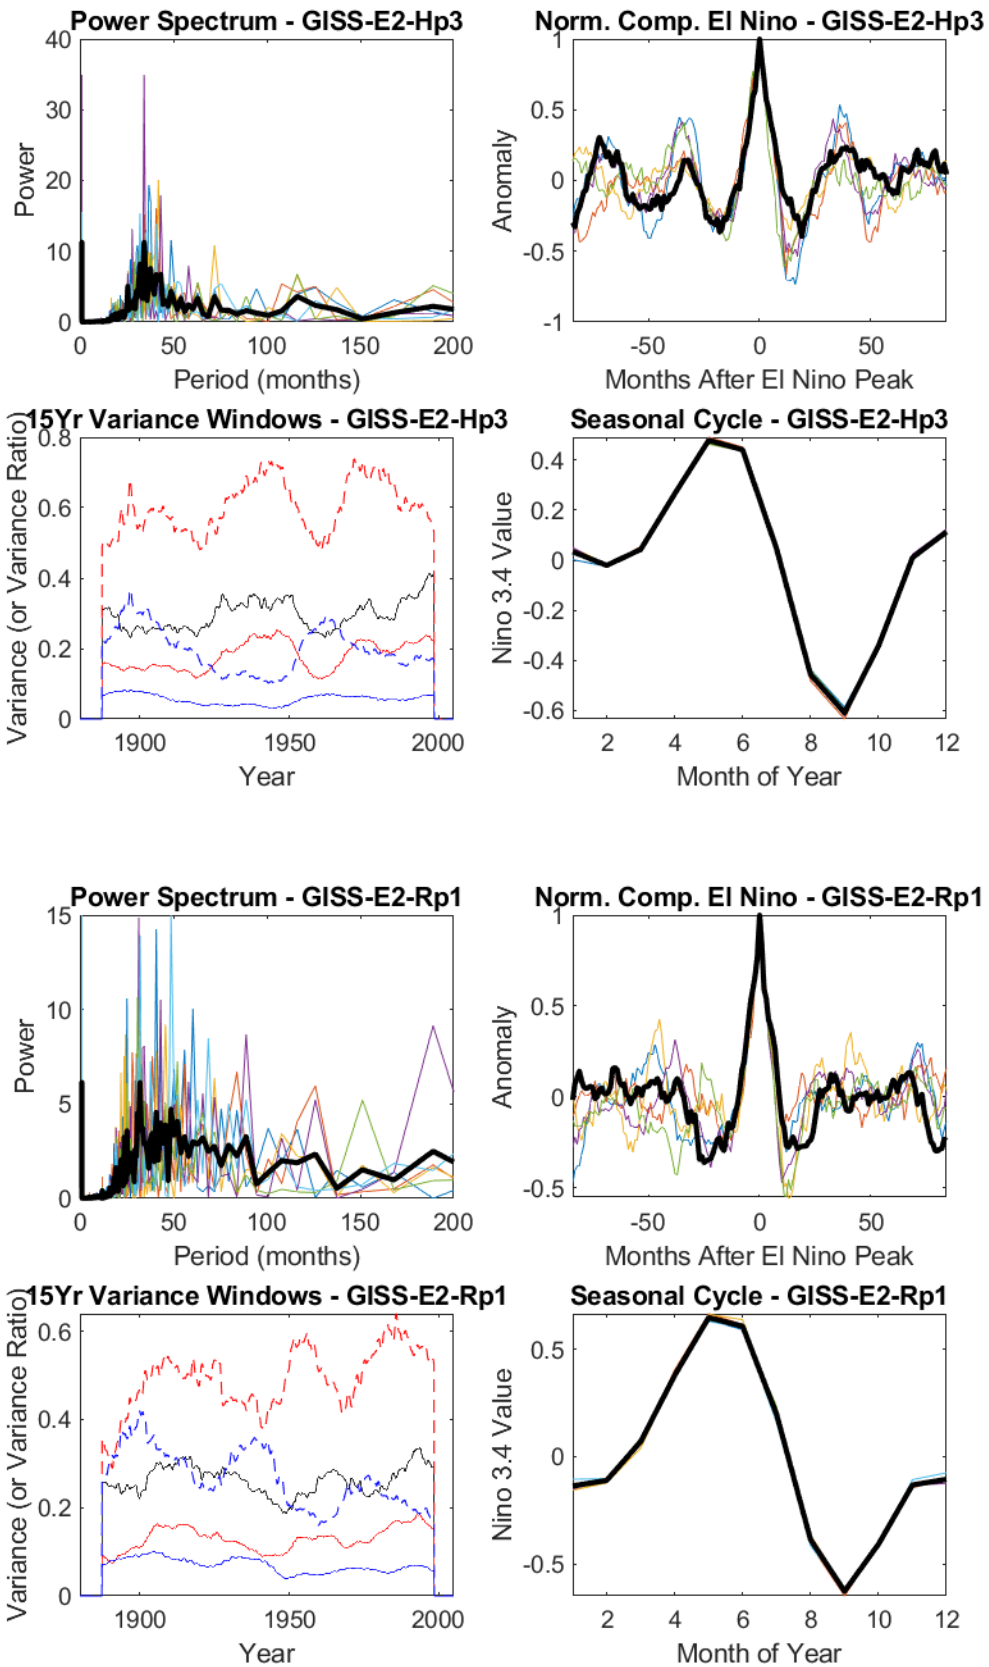 Power Spectrum - GISS-E2-Hp3
Norm. Comp. El Nino - GISS-E2-Hp3
40
30
20
10
0
Power
0 50 100 150 200
Period (months)
1
0.5
0
-0.5
-1
Anomaly
-50 0 50
Months After El Nino Peak
15Yr Variance Windows - GISS-E2-Hp3
Seasonal Cycle - GISS-E2-Hp3
0.8
0.6
0.4
0.2
0
Variance (or Variance Ratio)
1900 1950 2000
Year
0.4
0.2
0
-0.2
-0.4
-0.6
Nino 3.4 Value
2 4 6 8 10 12
Month of Year
Power Spectrum - GISS-E2-Rp1
Norm. Comp. El Nino - GISS-E2-Rp1
15
10
5
0
Power
0 50 100 150 200
Period (months)
1
0.5
0
-0.5
Anomaly
-50 0 50
Months After El Nino Peak
15Yr Variance Windows - GISS-E2-Rp1
Seasonal Cycle - GISS-E2-Rp1
0.6
0.4
0.2
0
Variance (or Variance Ratio)
1900 1950 2000
Year
0.5
0
-0.5
Nino 3.4 Value
2 4 6 8 10 12
Month of Year